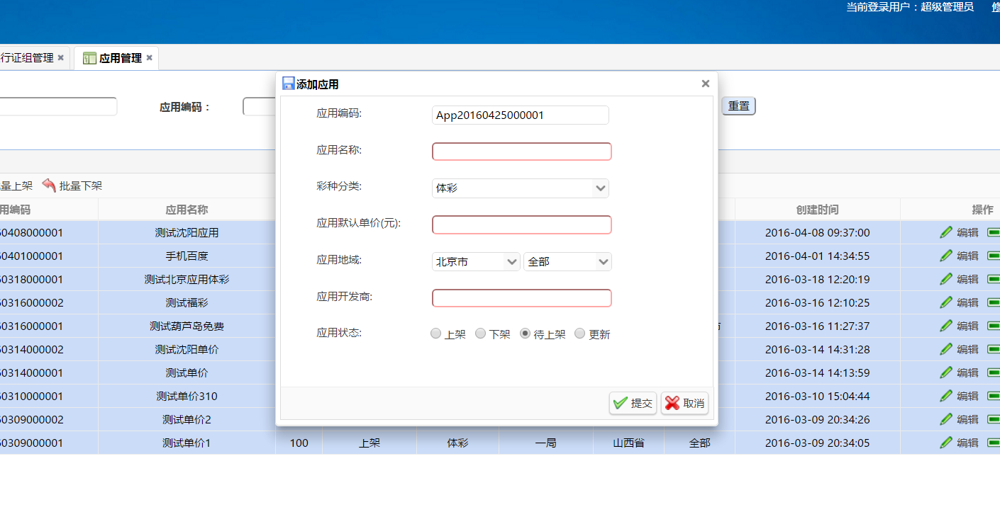 当前登录用户：超级管理员 修
行证组管理 应用管理
应用编码：
重置
添加应用
应用编码: App20160425000001
应用名称:
彩种分类: 体彩
应用默认单价(元):
应用地域: 北京市 全部
应用开发商:
应用状态: 上架 下架 待上架 更新
提交 取消
量上架 批量下架
用编码 应用名称 创建时间 操作
60408000001 测试沈阳应用 2016-04-08 09:37:00 编辑
60401000001 手机百度 2016-04-01 14:34:55 编辑
60318000001 测试北京应用体彩 2016-03-18 12:20:19 编辑
60316000002 测试福彩 2016-03-16 12:10:25 编辑
60316000001 测试葫芦岛免费 2016-03-16 11:27:37 编辑
60314000002 测试沈阳单价 2016-03-14 14:31:28 编辑
60314000001 测试单价 2016-03-14 14:13:59 编辑
60310000001 测试单价310 2016-03-10 15:04:44 编辑
60309000002 测试单价2 2016-03-09 20:34:26 编辑
60309000001 测试单价1 100 上架 体彩 一局 山西省 全部 2016-03-09 20:34:05 编辑